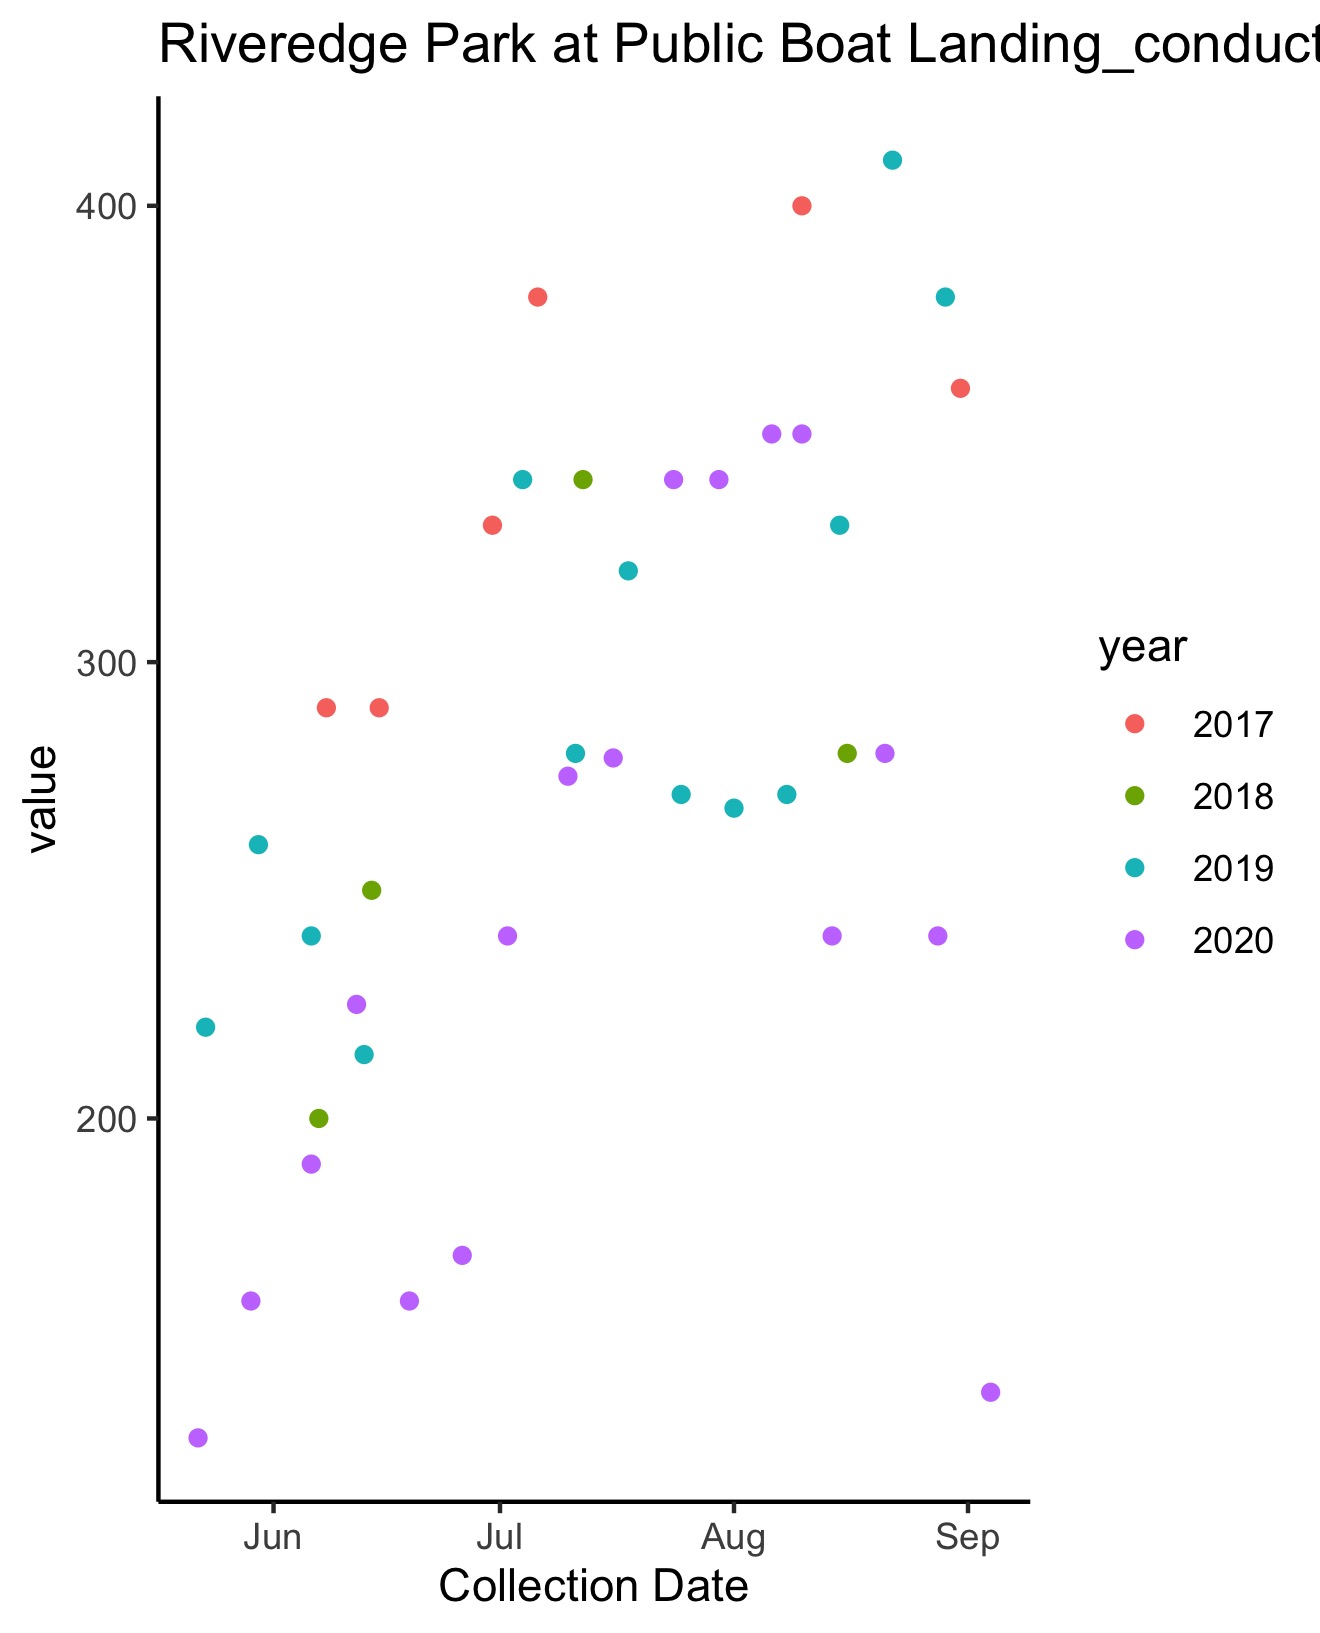 Riveredge Park at Public Boat Landing_conduct
400
300
200
value
Jun Jul Aug Sep
Collection Date
year
2017
2018
2019
2020